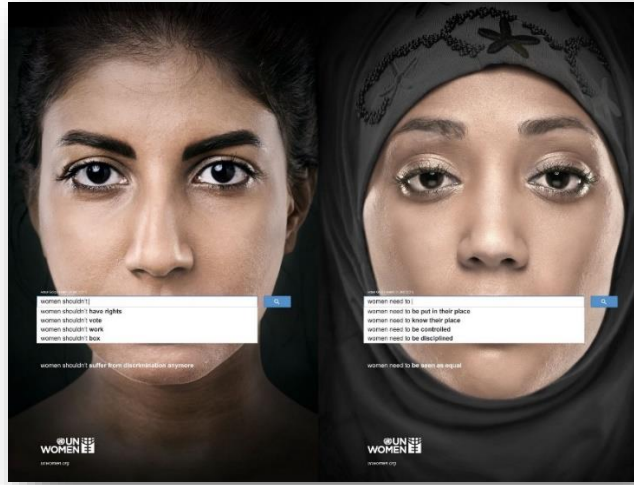 women shouldn't
women shouldn't have rights
women shouldn't vote
women shouldn't work
women shouldn't box
women shouldn't suffer from discrimination anymore
UN
WOMEN
unwomen.org
women need to
women need to be put in their place
women need to know their place
women need to be controlled
women need to be disciplined
women need to be seen as equal
UN
WOMEN
unwomen.org